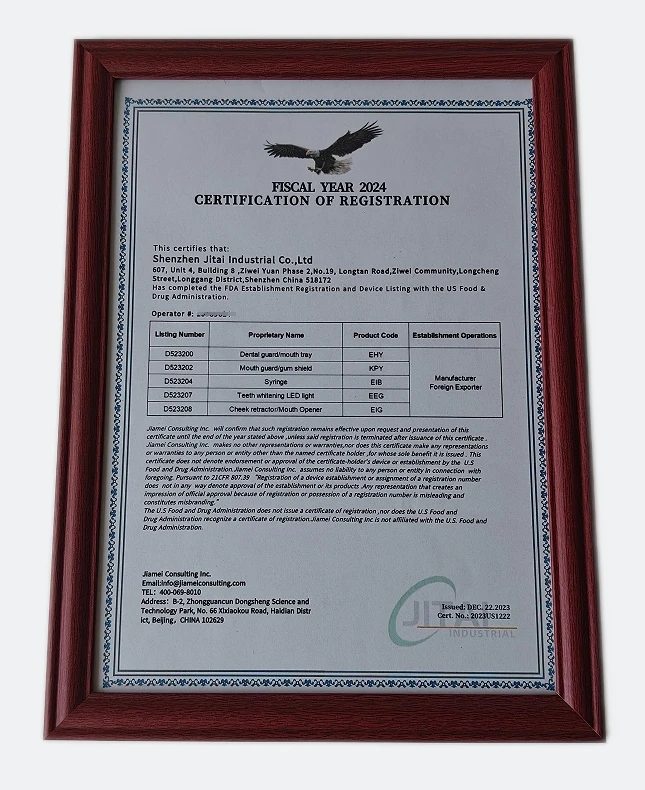 FISCAL YEAR 2024
CERTIFICATION OF REGISTRATION
This certifies that:
Shenzhen Jitai Industrial Co.,Ltd
607, Unit 4, Building 8 ,Ziwei Yuan Phase 2,No.19, Longtan Road,Ziwei Community,Longcheng
Street,Longgang District,Shenzhen China 518172
Has completed the FDA Establishment Registration and Device Listing with the US Food &
Drug Administration.
Operator #:
Listing Number Proprietary Name Product Code Establishment Operations
D523200 Dental guard/mouth tray EHY
D523202 Mouth guard/gum shield KPY
D523204 Syringe EIB
D523207 Teeth whitening LED light EEG
D523208 Cheek retractor/Mouth Opener EIG
Manufacturer
Foreign Exporter
Jiamei Consulting Inc. will confirm that such registration remains effective upon request and presentation of this
certificate until the end of the year stated above ,unless said registration is terminated after issuance of this certificate .
Jiamei Consulting Inc. makes no other representations or warranties,nor does this certificate make any representations
or warranties to any person or entity other than the named certificate holder ,for whose sole benefit it is issued . This
certificate does not denote endorsement or approval of the certificate-holder's device or establishment by the U.S
Food and Drug Administration.Jiamei Consulting Inc. assumes no liability to any person or entity in connection with
foregoing. Pursuant to 21CFR 807.39 "Registration of a device establishment or assignment of a registration number
does not in any way denote approval of the establishment or its products .Any representation that creates an
impression of official approval because of registration or possession of a registration number is misleading and
constitutes misbranding."
The U.S Food and Drug Administration does not issue a certificate of registration ,nor does the U.S Food and
Drug Administration recognize a certificate of registration.Jiamei Consulting Inc is not affiliated with the U.S. Food and
Drug Administration.
Jiamei Consulting Inc.
Email:info@jiameiconsulting.com
TEL: 400-069-8010
Address: B-2, Zhongguancun Dongsheng Science and
Technology Park, No. 66 Xixiaokou Road, Haidian Distr
ict, Beijing, CHINA 102629
Issued: DEC. 22.2023
Cert. No.: 2023US1222
JITAI
INDUSTRIAL